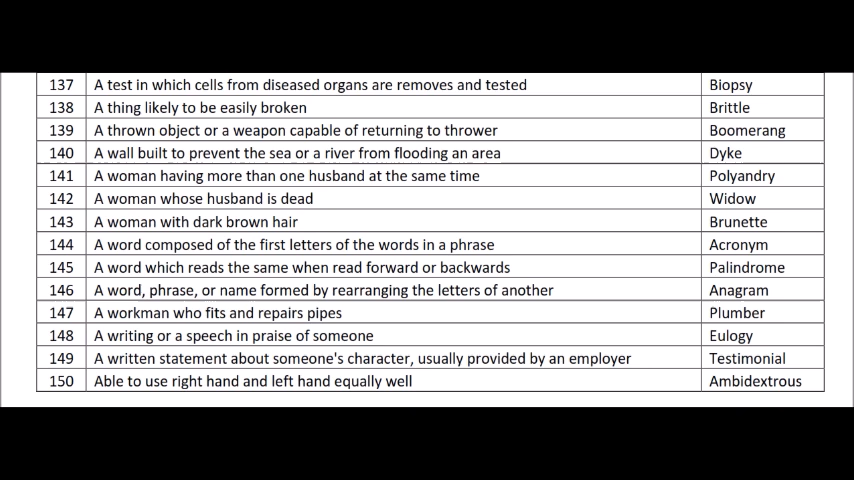 137 A test in which cells from diseased organs are removes and tested Biopsy
138 A thing likely to be easily broken Brittle
139 A thrown object or a weapon capable of returning to thrower Boomerang
140 A wall built to prevent the sea or a river from flooding an area Dyke
141 A woman having more than one husband at the same time Polyandry
142 A woman whose husband is dead Widow
143 A woman with dark brown hair Brunette
144 A word composed of the first letters of the words in a phrase Acronym
145 A word which reads the same when read forward or backwards Palindrome
146 A word, phrase, or name formed by rearranging the letters of another Anagram
147 A workman who fits and repairs pipes Plumber
148 A writing or a speech in praise of someone Eulogy
149 A written statement about someone's character, usually provided by an employer Testimonial
150 Able to use right hand and left hand equally well Ambidextrous